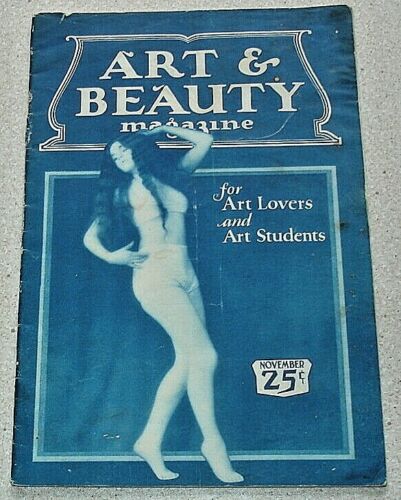 ART &
BEAUTY
magazine
for
Art Lovers
and
Art Students
NOVEMBER
25¢